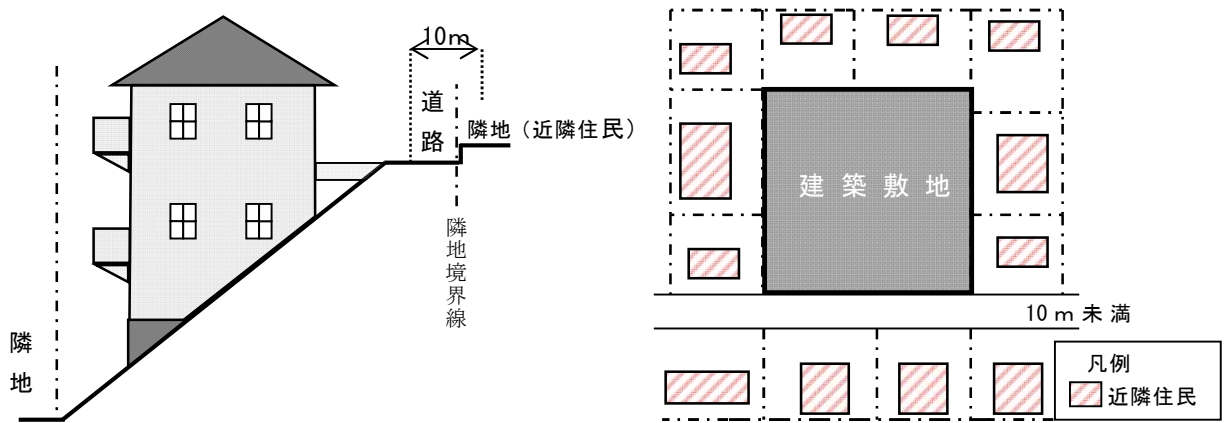 10ｍ
道路
隣地（近隣住民）
隣地境界線
隣地
建築敷地
10ｍ未満
凡例
近隣住民